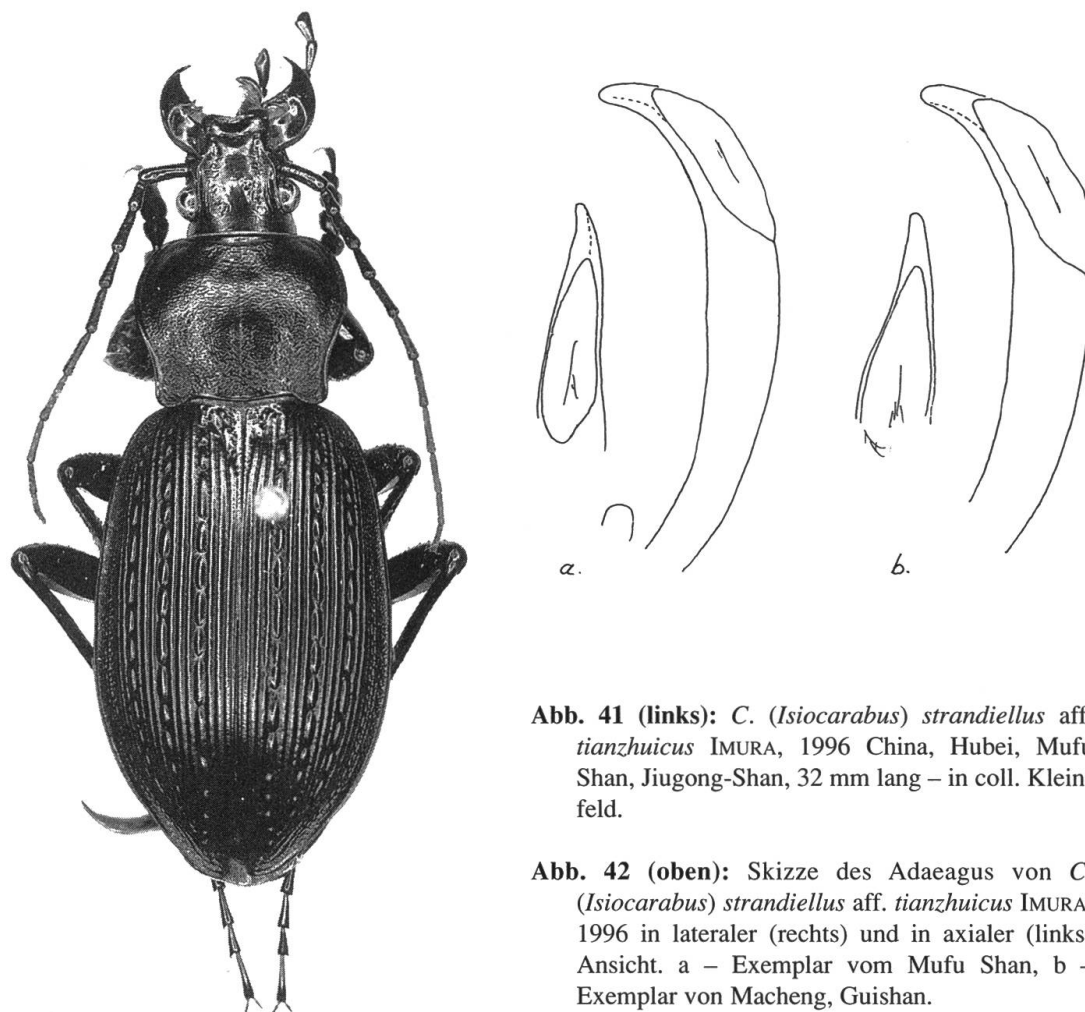 a.
b.
Abb. 41 (links): C. (Isiocarabus) strandiellus aff
tianzhuicus IMURA, 1996 China, Hubei, Mufu
Shan, Jiugong-Shan, 32 mm lang – in coll. Klein
feld.
Abb. 42 (oben): Skizze des Adaeagus von C
(Isiocarabus) strandiellus aff. tianzhuicus IMURA
1996 in lateraler (rechts) und in axialer (links
Ansicht. a – Exemplar vom Mufu Shan, b –
Exemplar von Macheng, Guishan.